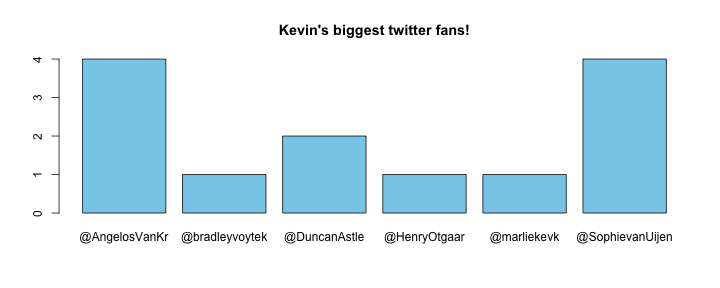 Kevin's biggest twitter fans!
4
3
2
1
0
@AngelosVanKr @bradleyvoytek @DuncanAstle @HenryOtgaar @marliekevk @SophievanUijen